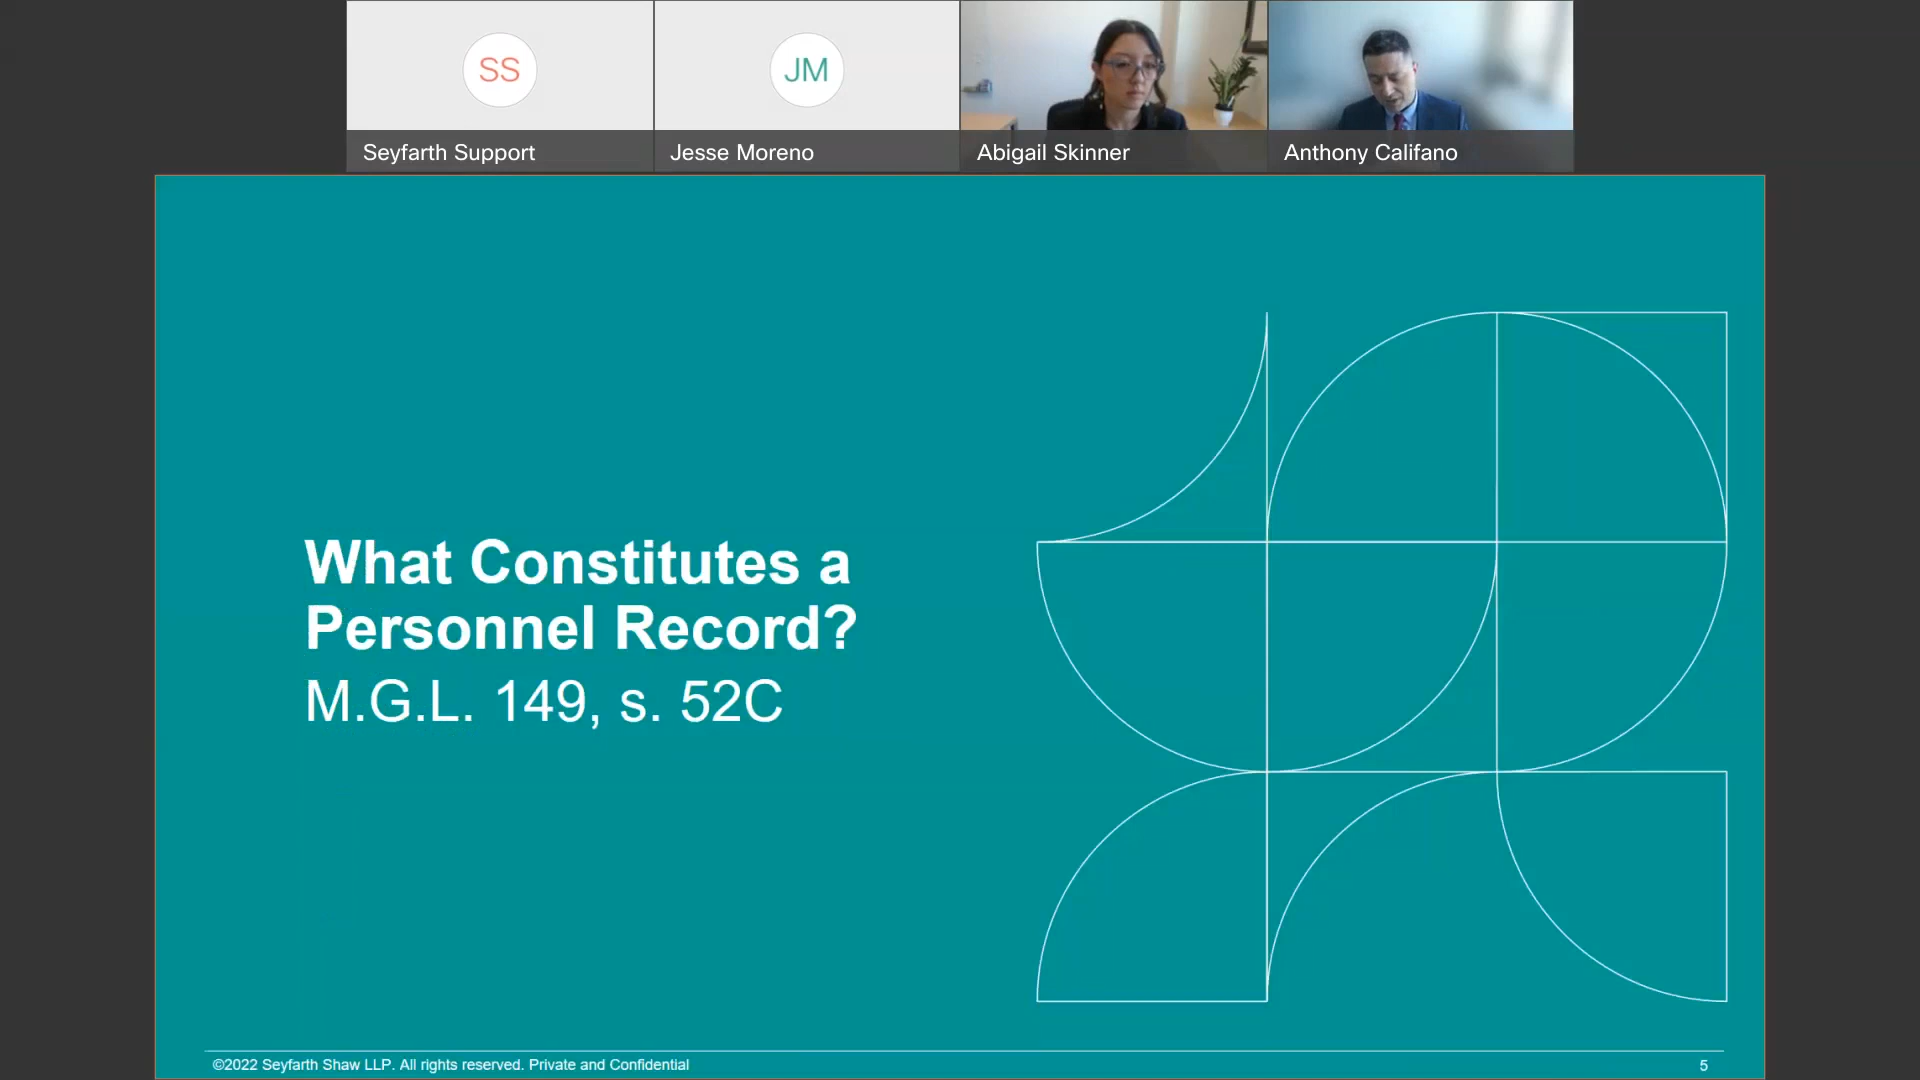 SS
JM
Seyfarth Support
Jesse Moreno
Abigail Skinner
Anthony Califano
What Constitutes a
Personnel Record?
M.G.L. 149, s. 52C
©2022 Seyfarth Shaw LLP. All rights reserved. Private and Confidential
5